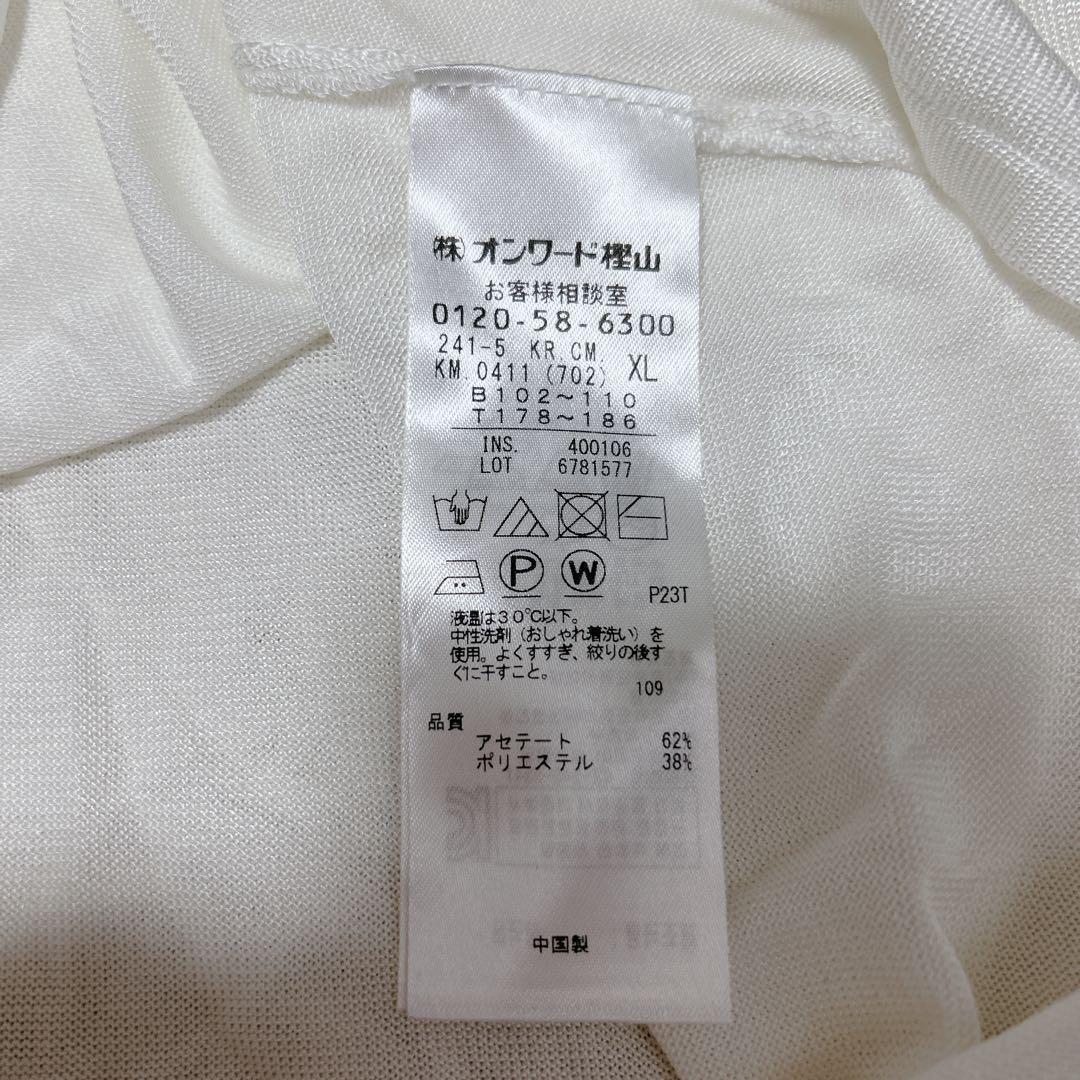 ㈱オンワード樫山
お客様相談室
0120-58-6300
241-5 KR.CM. XL
KM.0411(702)
B102〜110
T178〜186
INS. 400106
LOT 6781577
P W
P23T
液温は30℃以下。
中性洗剤（おしゃれ着洗い）を
使用。よくすすぎ、絞りの後す
ぐに干すこと。
109
品質
アセテート 62%
ポリエステル 38%
中国製